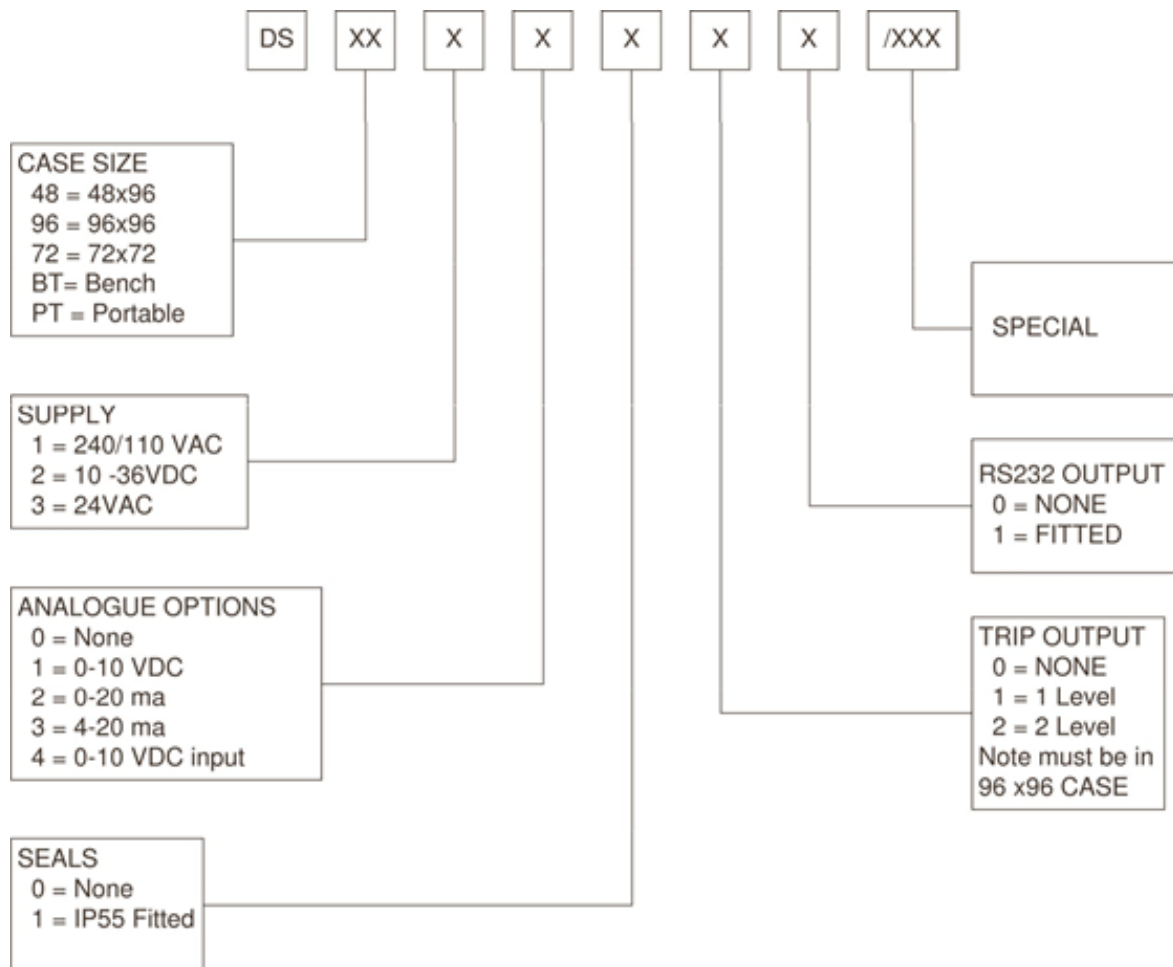 DS XX X X X X X /XXX
CASE SIZE
48 = 48x96
96 = 96x96
72 = 72x72
BT= Bench
PT = Portable
SUPPLY
1 = 240/110 VAC
2 = 10 -36VDC
3 = 24VAC
ANALOGUE OPTIONS
0 = None
1 = 0-10 VDC
2 = 0-20 ma
3 = 4-20 ma
4 = 0-10 VDC input
SEALS
0 = None
1 = IP55 Fitted
SPECIAL
RS232 OUTPUT
0 = NONE
1 = FITTED
TRIP OUTPUT
0 = NONE
1 = 1 Level
2 = 2 Level
Note must be in
96 x96 CASE